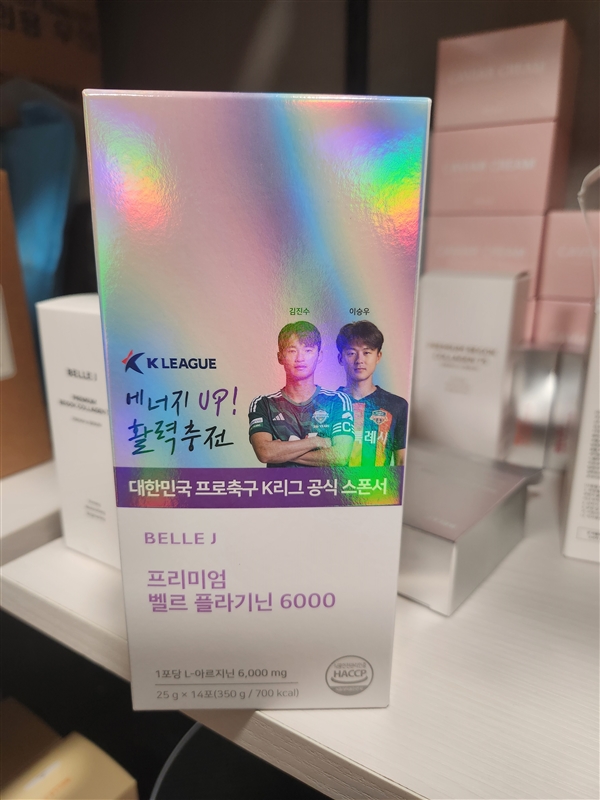 김진수 이승우
K LEAGUE
에너지 UP!
활력충전
대한민국 프로축구 K리그 공식 스폰서
BELLE J
프리미엄
벨르 플라기닌 6000
1포당 L-아르지닌 6,000 mg
25 g × 14포(350 g / 700 kcal)
HACCP
BELLE J
CAVIAR CREAM